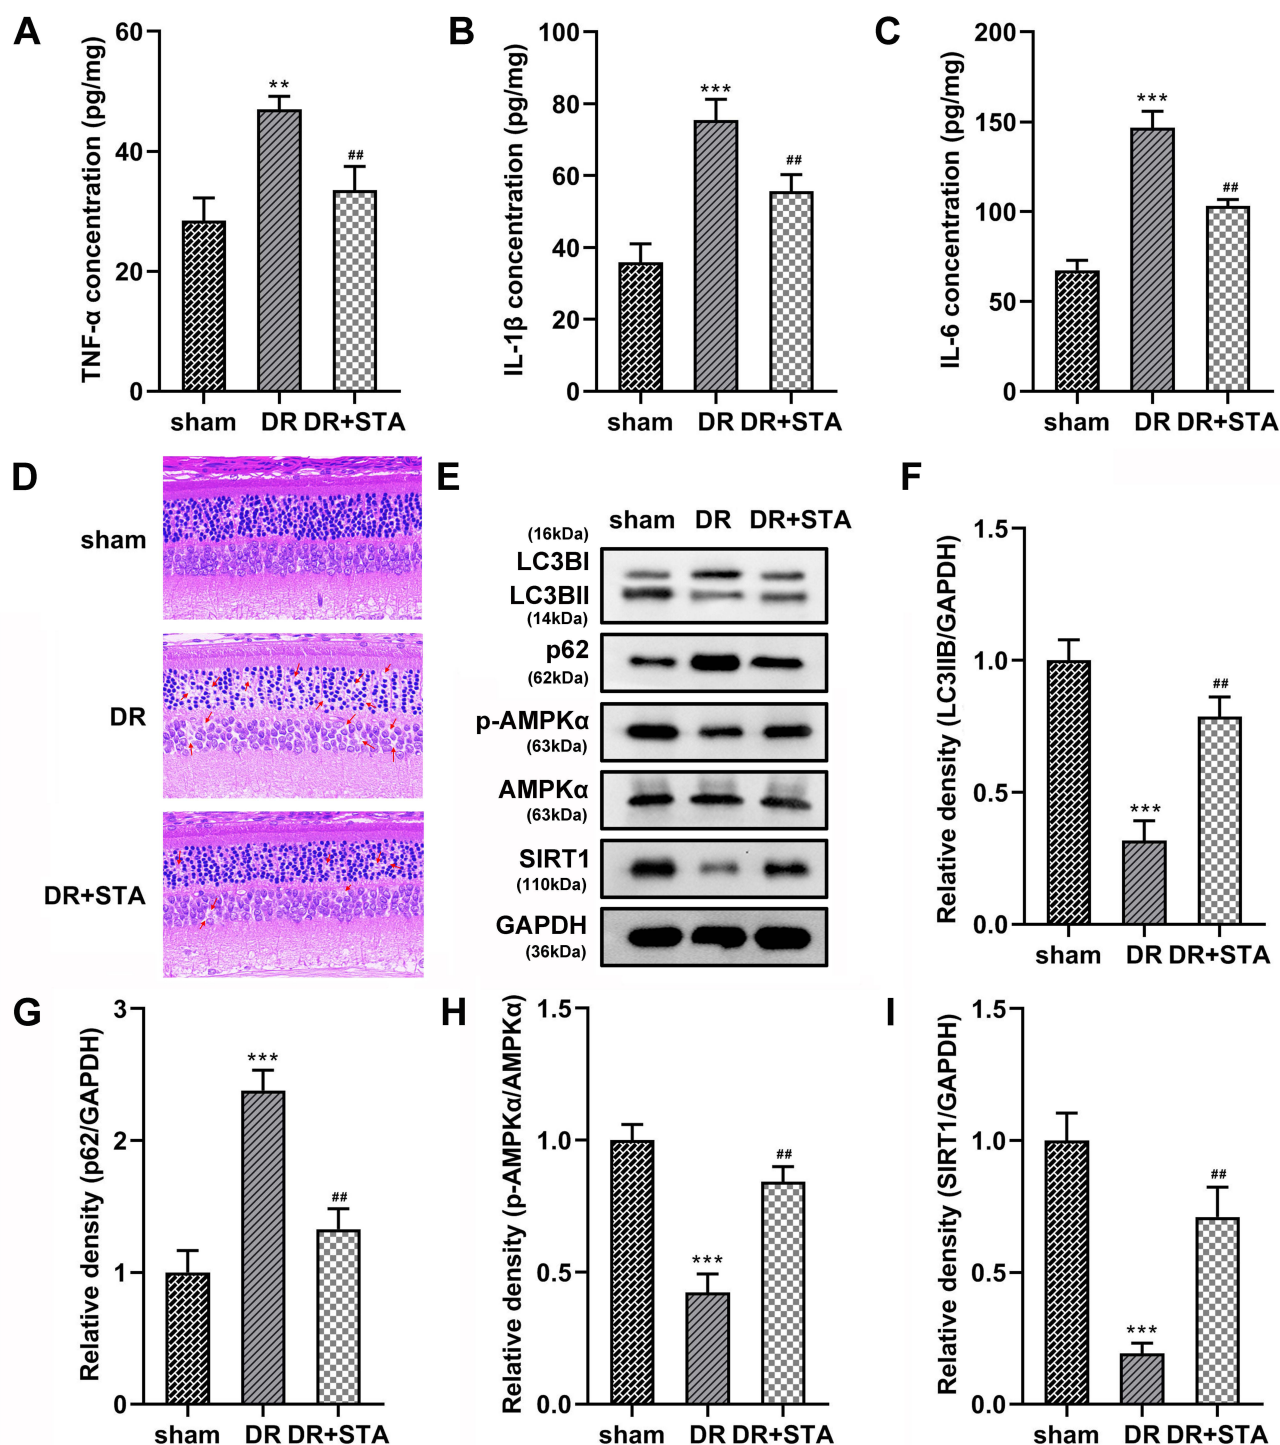 A
TNF-α concentration (pg/mg)
60
40
20
0
**
##
sham DR DR+STA
B
IL-1β concentration (pg/mg)
100
80
60
40
20
0
***
##
sham DR DR+STA
C
IL-6 concentration (pg/mg)
200
150
100
50
0
***
##
sham DR DR+STA
D
sham
DR
DR+STA
E
sham DR DR+STA
(16kDa)
LC3BI
LC3BII
(14kDa)
p62
(62kDa)
p-AMPKα
(63kDa)
AMPKα
(63kDa)
SIRT1
(110kDa)
GAPDH
(36kDa)
F
Relative density (LC3IIB/GAPDH)
1.5
1.0
0.5
0.0
***
##
sham DR DR+STA
G
Relative density (p62/GAPDH)
3
2
1
0
***
##
sham DR DR+STA
H
Relative density (p-AMPKα/AMPKα)
1.5
1.0
0.5
0.0
***
##
sham DR DR+STA
I
Relative density (SIRT1/GAPDH)
1.5
1.0
0.5
0.0
***
##
sham DR DR+STA